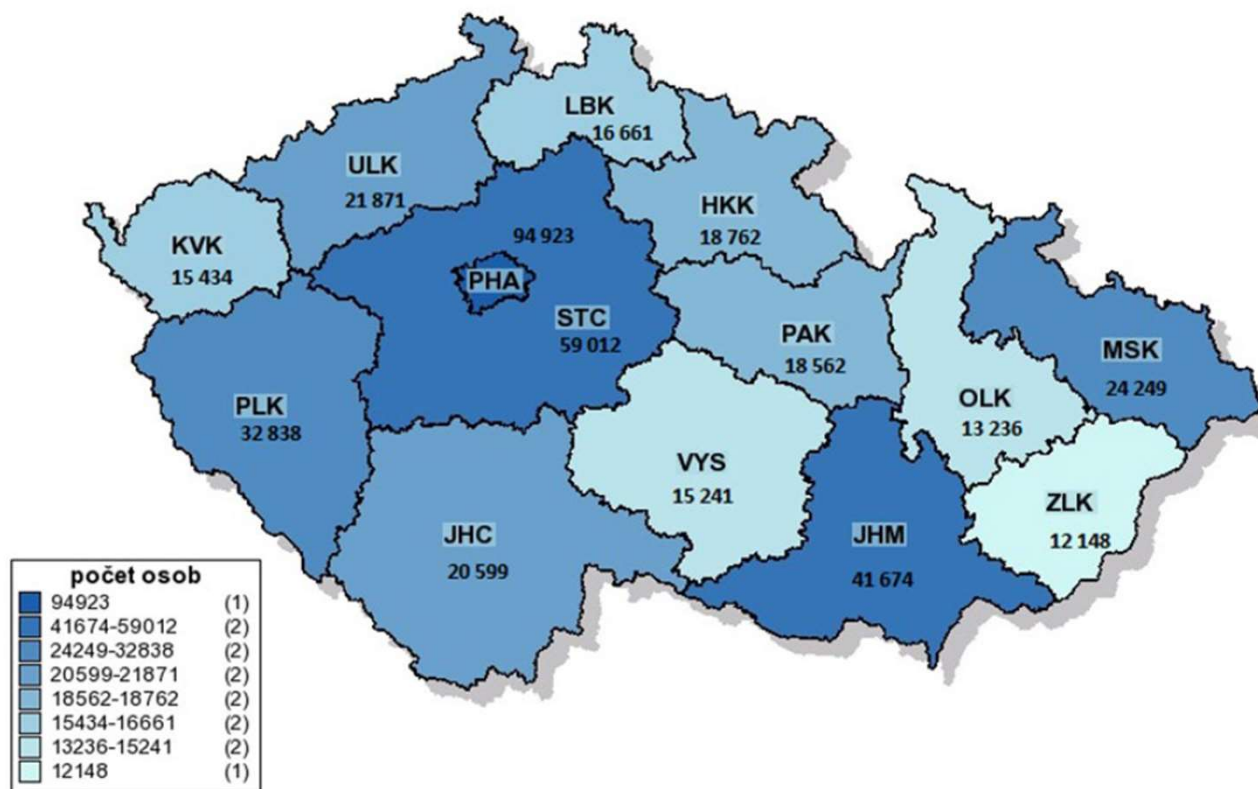 LBK
16 661
ULK
21 871
HKK
18 762
KVK
15 434
94 923
PHA
STC
59 012
PAK
18 562
MSK
24 249
PLK
32 838
OLK
13 236
VYS
15 241
ZLK
12 148
JHC
20 599
JHM
41 674
počet osob
94923 (1)
41674-59012 (2)
24249-32838 (2)
20599-21871 (2)
18562-18762 (2)
15434-16661 (2)
13236-15241 (2)
12148 (1)